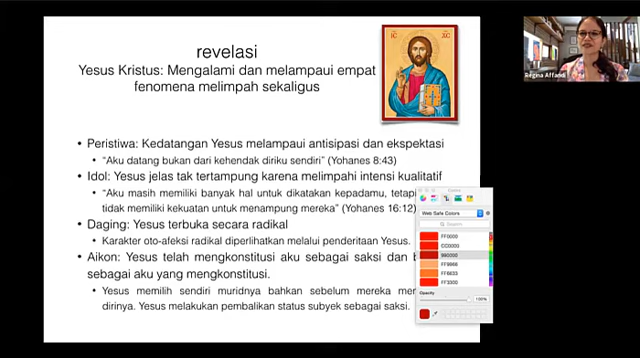 revelasi
Yesus Kristus: Mengalami dan melampaui empat
fenomena melimpah sekaligus
IC XC
• Peristiwa: Kedatangan Yesus melampaui antisipasi dan ekspektasi
• “Aku datang bukan dari kehendak diriku sendiri” (Yohanes 8:43)
• Idol: Yesus jelas tak tertampung karena melimpahi intensi kualitatif
• “Aku masih memiliki banyak hal untuk dikatakan kepadamu,
tidak memiliki kekuatan untuk menampung mereka” (Yohanes 16:12)
• Daging: Yesus terbuka secara radikal
• Karakter oto-afeksi radikal diperlihatkan melalui penderitaan Yesus.
• Aikon: Yesus telah mengkonstitusi aku sebagai saksi dan
sebagai aku yang mengkonstitusi.
• Yesus memilih sendiri muridnya bahkan sebelum mereka
dirinya. Yesus melakukan pembalikan status subyek sebagai saksi.
Regina Affandi
Colors
Web Safe Colors
FF0000
CC0000
990000
FF9966
FF6633
FF3300
Opacity
100%